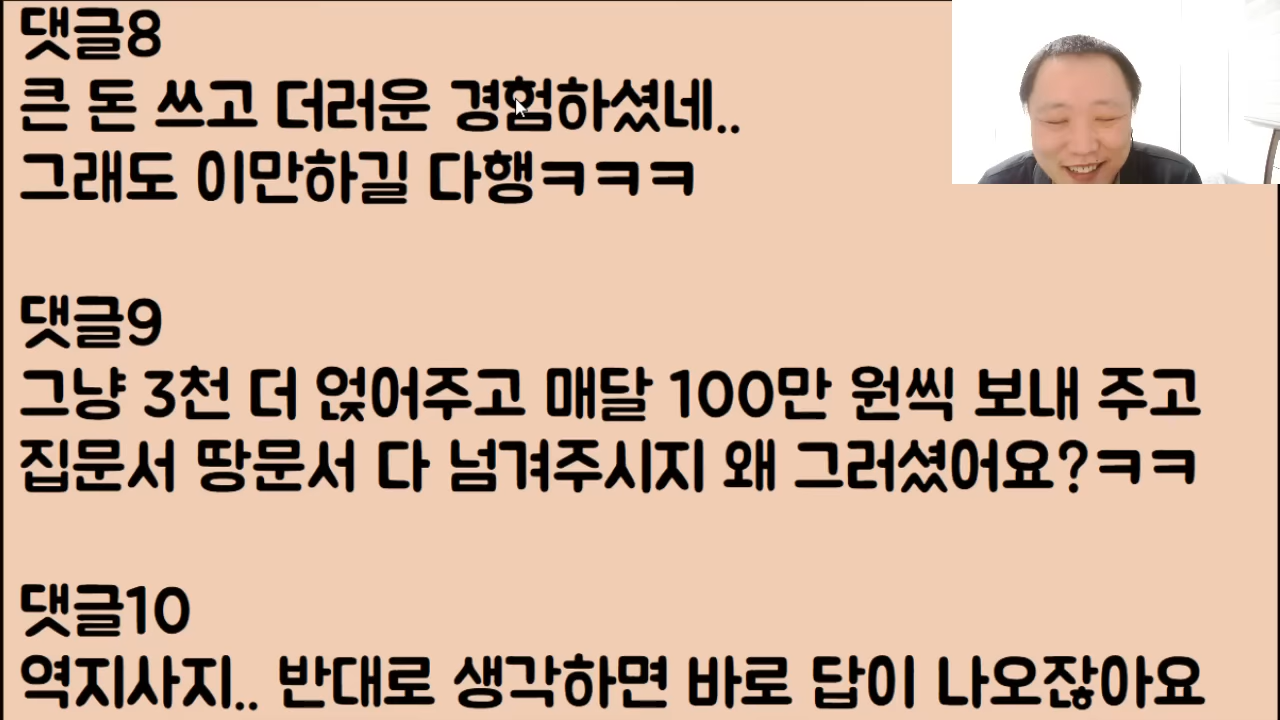 댓글8
큰 돈 쓰고 더러운 경험하셨네..
그래도 이만하길 다행ㅋㅋㅋ
댓글9
그냥 3천 더 얹어주고 매달 100만 원씩 보내 주고
집문서 땅문서 다 넘겨주시지 왜 그러셨어요?ㅋㅋ
댓글10
역지사지.. 반대로 생각하면 바로 답이 나오잖아요